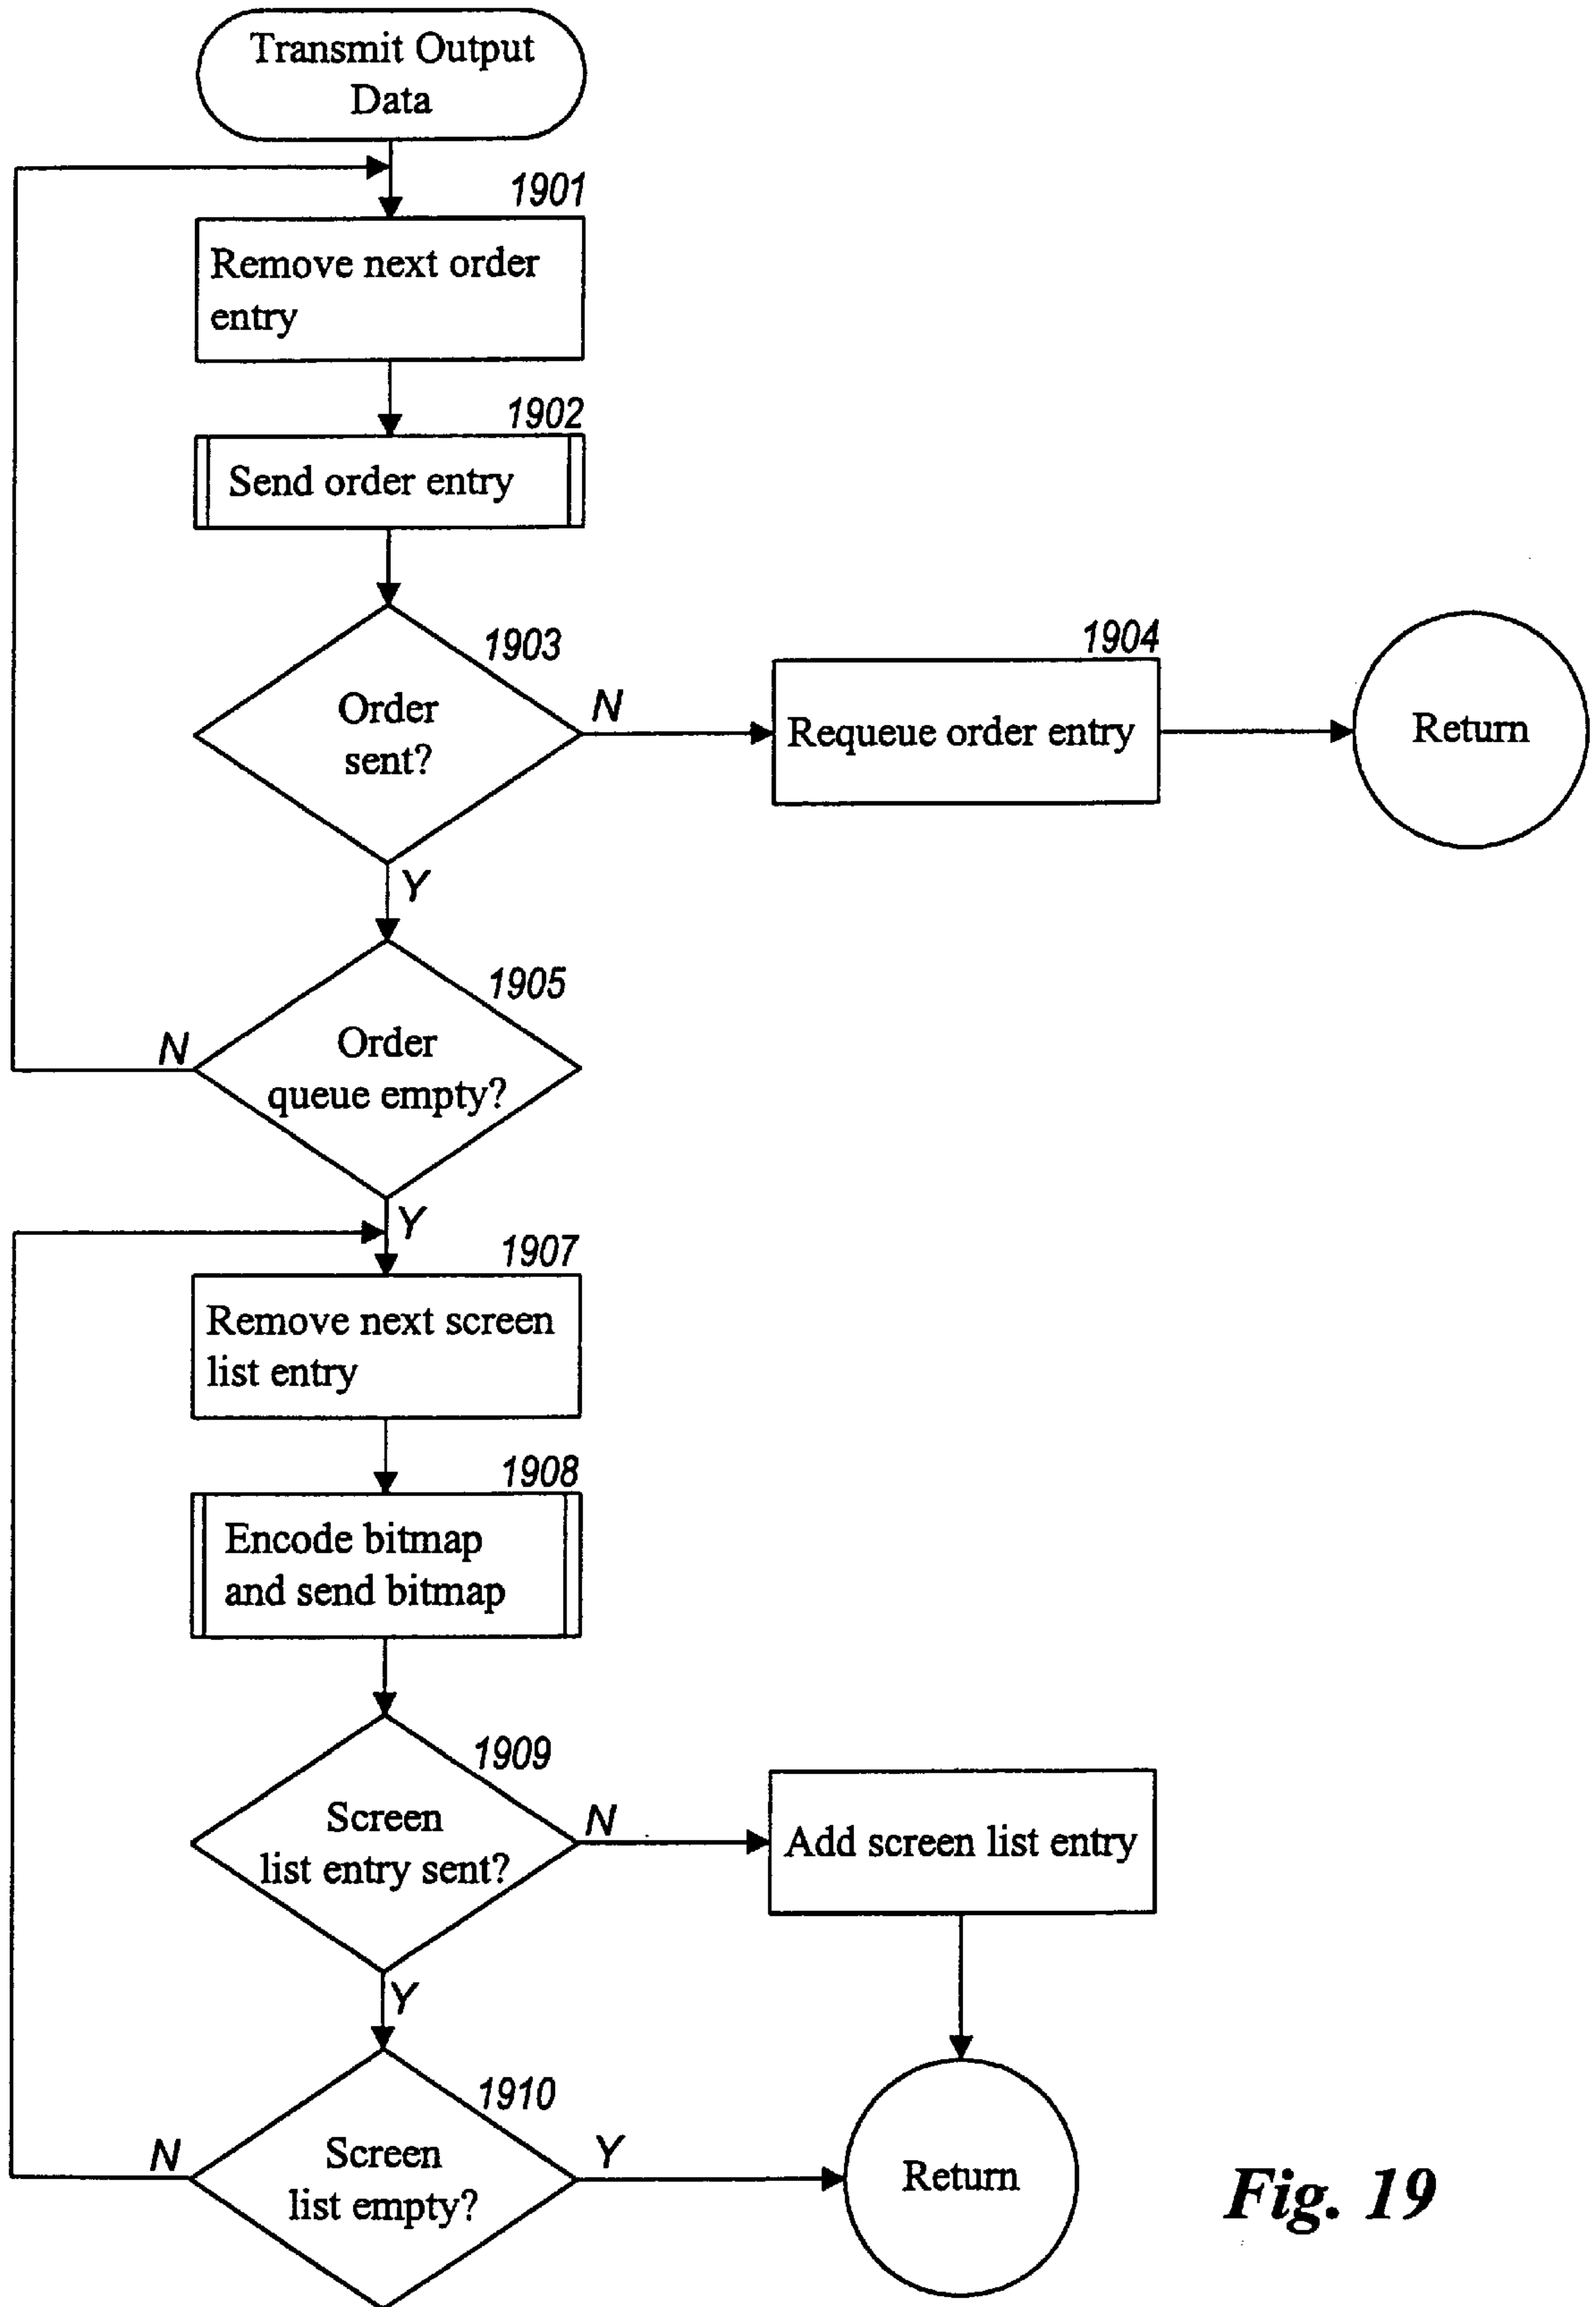 Transmit Output
Data
1901
Remove next order
entry
1902
Send order entry
1903
Order
sent?
N
1904
Requeue order entry
Return
Y
1905
Order
queue empty?
N
Y
1907
Remove next screen
list entry
1908
Encode bitmap
and send bitmap
1909
Screen
list entry sent?
N
Add screen list entry
Y
1910
Screen
list empty?
N
Y
Return
Fig. 19